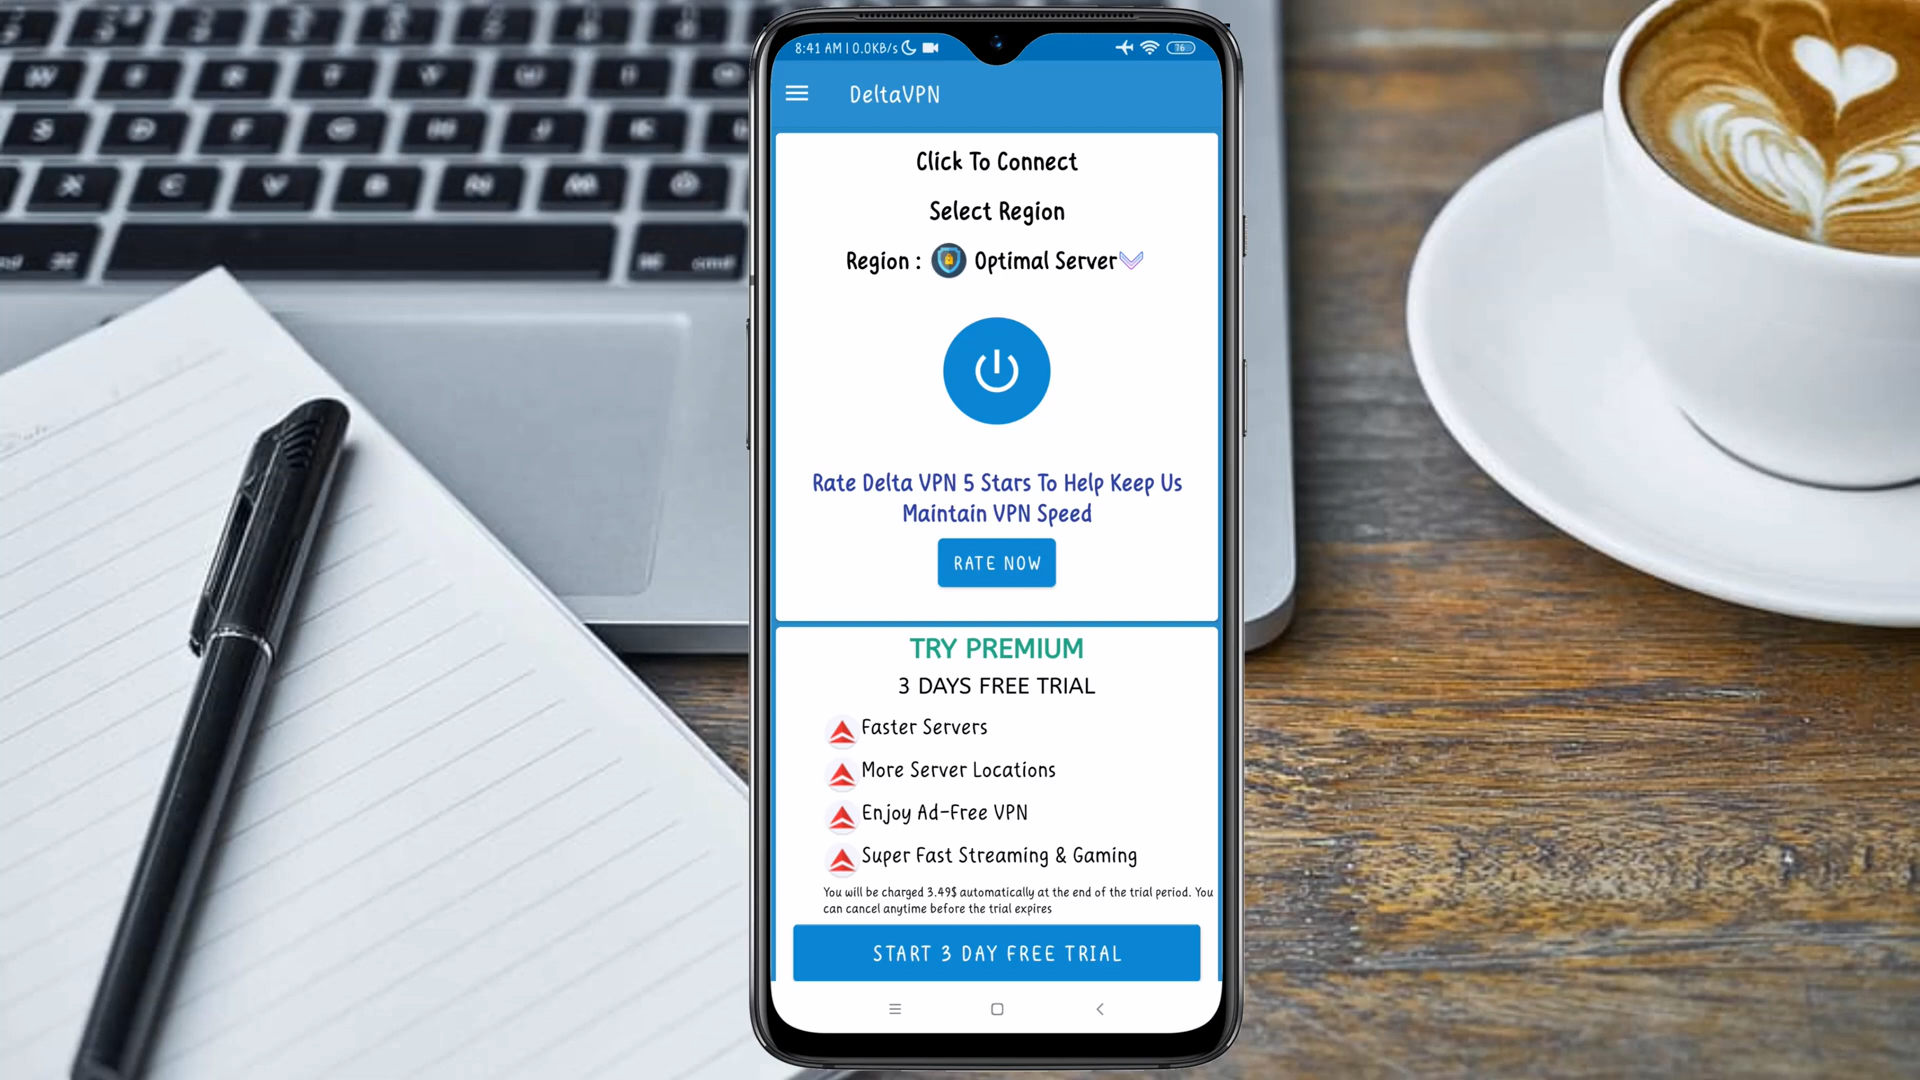 8:41 AM | 0.0KB/s
76
DeltaVPN
Click To Connect
Select Region
Region : Optimal Server
Rate Delta VPN 5 Stars To Help Keep Us
Maintain VPN Speed
RATE NOW
TRY PREMIUM
3 DAYS FREE TRIAL
Faster Servers
More Server Locations
Enjoy Ad-Free VPN
Super Fast Streaming & Gaming
You will be charged 3.49$ automatically at the end of the trial period. You
can cancel anytime before the trial expires
START 3 DAY FREE TRIAL